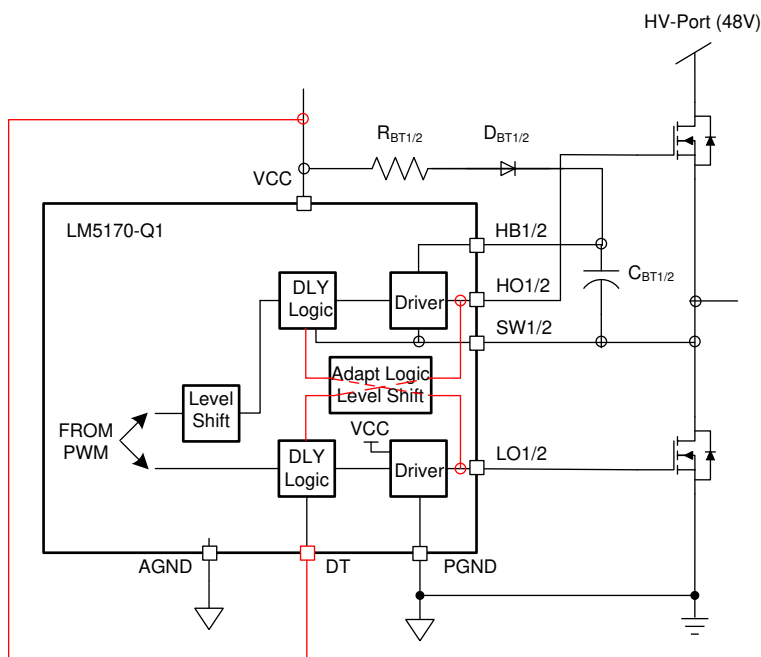 HV-Port (48V)
RBT1/2
DBT1/2
VCC
LM5170-Q1
HB1/2
DLY
Logic
Driver
HO1/2
CBT1/2
SW1/2
Adapt Logic
Level Shift
Level
Shift
FROM
PWM
VCC
DLY
Logic
Driver
LO1/2
AGND
DT
PGND